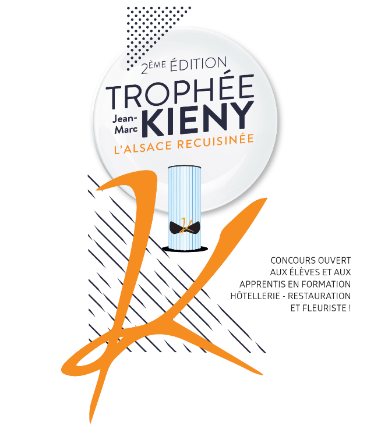 2ÈME ÉDITION
TROPHÉE
Jean-
Marc KIENY
L'ALSACE RECUISINÉE
K
CONCOURS OUVERT
AUX ÉLÈVES ET AUX
APPRENTIS EN FORMATION
HÔTELLERIE - RESTAURATION
ET FLEURISTE !